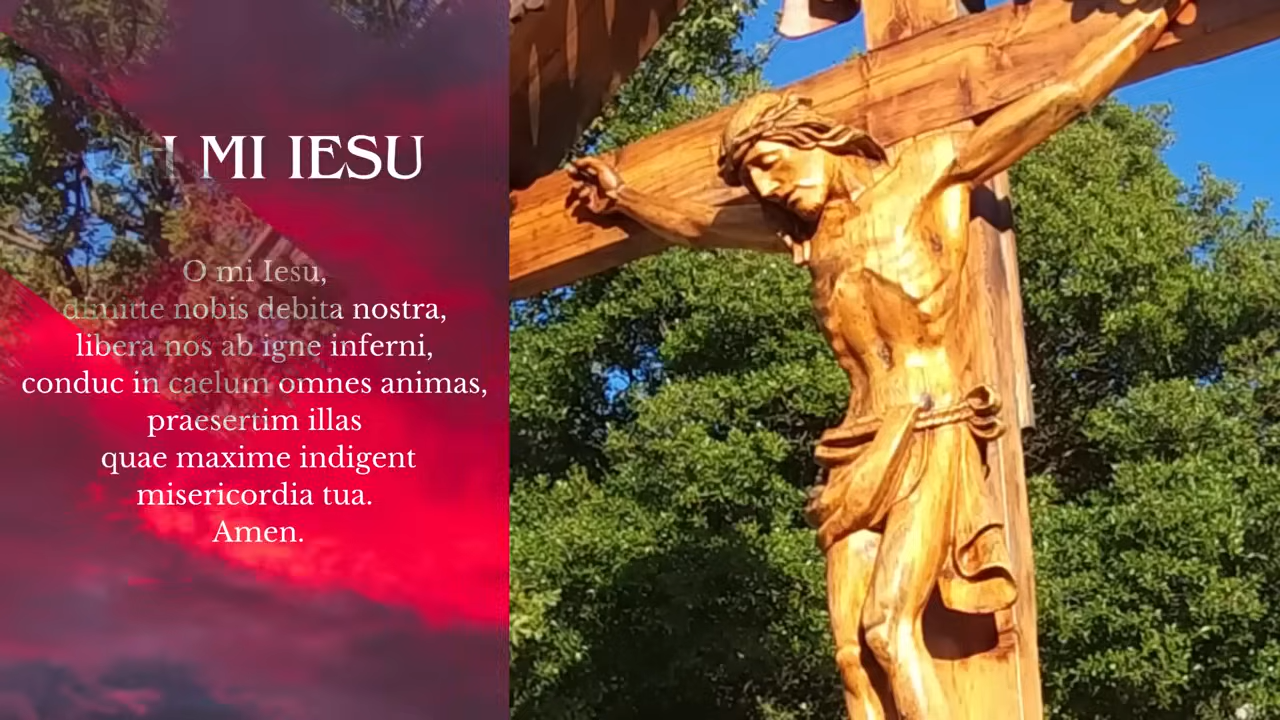 MI IESU
O mi Iesu,
dimitte nobis debita nostra,
libera nos ab igne inferni,
conduc in caelum omnes animas,
praesertim illas
quae maxime indigent
misericordia tua.
Amen.